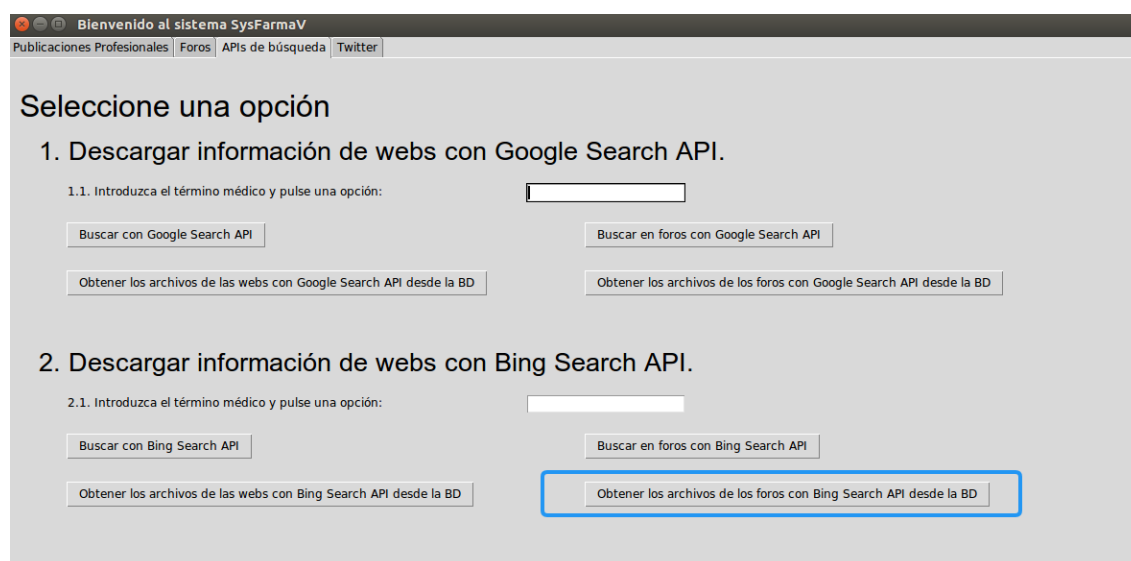 Bienvenido al sistema SysFarmaV
Publicaciones Profesionales Foros APIs de búsqueda Twitter
Seleccione una opción
1. Descargar información de webs con Google Search API.
1.1. Introduzca el término médico y pulse una opción:
Buscar con Google Search API Buscar en foros con Google Search API
Obtener los archivos de las webs con Google Search API desde la BD Obtener los archivos de los foros con Google Search API desde la BD
2. Descargar información de webs con Bing Search API.
2.1. Introduzca el término médico y pulse una opción:
Buscar con Bing Search API Buscar en foros con Bing Search API
Obtener los archivos de las webs con Bing Search API desde la BD Obtener los archivos de los foros con Bing Search API desde la BD